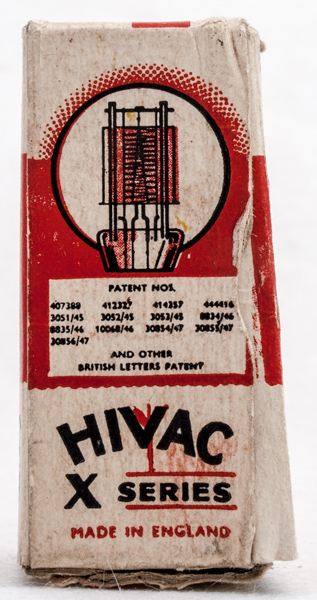 PATENT NOS.
407389 412327 414357 444416
3051/45 3052/45 3053/45 8834/46
8835/46 10068/46 30854/47 30855/47
30856/47
AND OTHER
BRITISH LETTERS PATENT
HIVAC
X SERIES
MADE IN ENGLAND